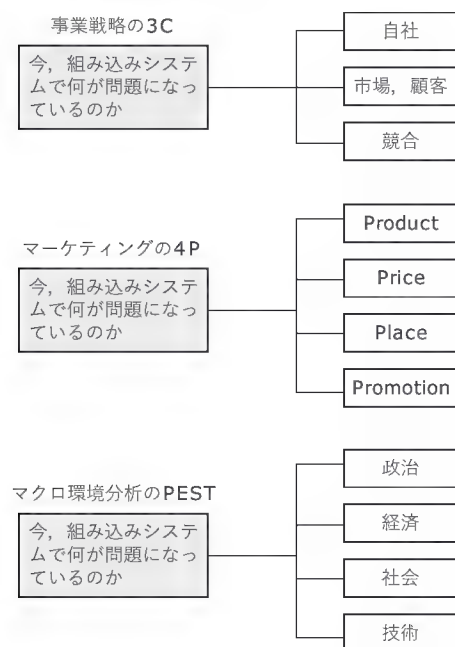 事業戦略の3C
今，組み込みシステ
ムで何が問題になっ
ているのか
自社
市場，顧客
競合
マーケティングの4P
今，組み込みシステ
ムで何が問題になっ
ているのか
Product
Price
Place
Promotion
マクロ環境分析のPEST
今，組み込みシステ
ムで何が問題になっ
ているのか
政治
経済
社会
技術